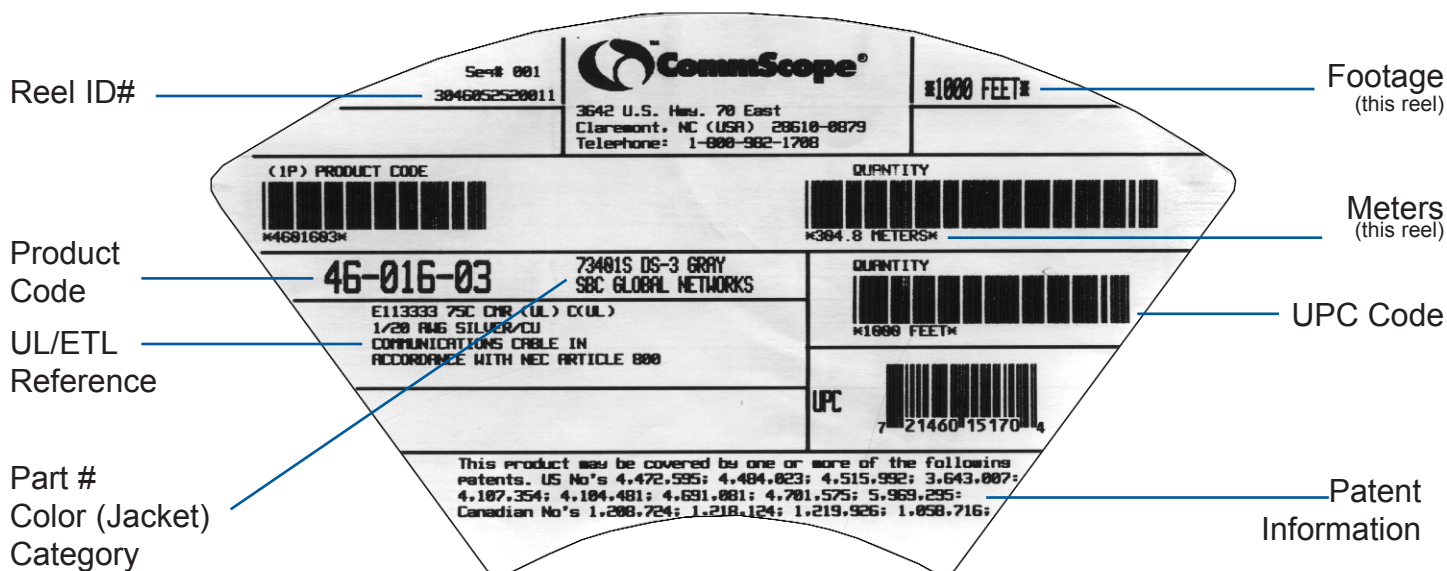 Reel ID#
Seq# 001
3046052520011
CommScope®
3642 U.S. Hwy. 70 East
Claremont, NC (USA) 28610-0879
Telephone: 1-800-982-1708
*1000 FEET*
Footage
(this reel)
(1P) PRODUCT CODE
*4601603*
QUANTITY
*304.8 METERS*
Meters
(this reel)
Product
Code
46-016-03
73401S DS-3 GRAY
SBC GLOBAL NETWORKS
QUANTITY
*1000 FEET*
UPC Code
UL/ETL
Reference
E113333 75C CMR (UL) C(UL)
1/20 AWG SILVER/CU
COMMUNICATIONS CABLE IN
ACCORDANCE WITH NEC ARTICLE 800
UPC
7 21460 15170 4
Part #
Color (Jacket)
Category
This product may be covered by one or more of the following
patents. US No's 4,472,595; 4,484,023; 4,515,992; 3,643,007;
4,107,354; 4,104,481; 4,691,081; 4,701,575; 5,969,295;
Canadian No's 1,208,724; 1,218,124; 1,219,926; 1,058,716;
Patent
Information